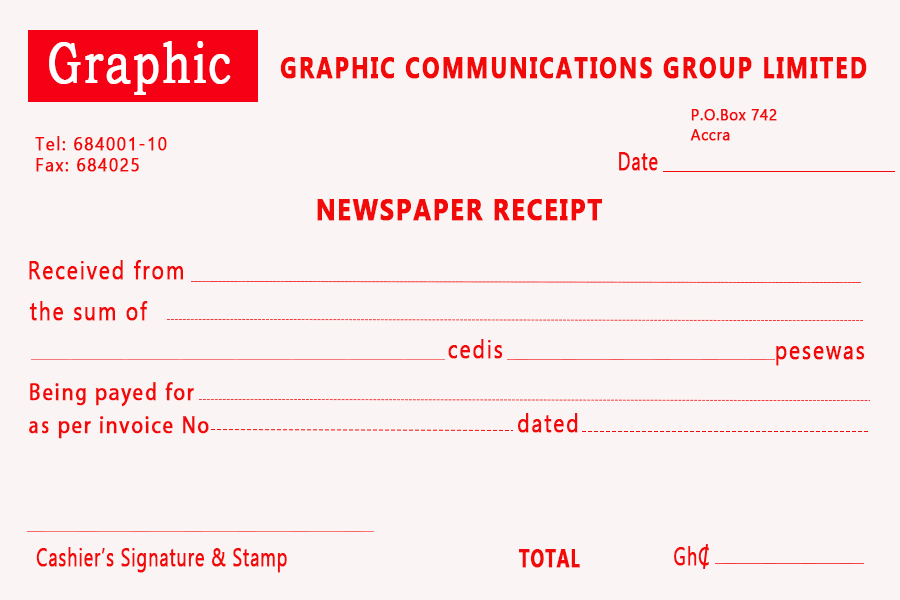 Graphic
GRAPHIC COMMUNICATIONS GROUP LIMITED
P.O.Box 742
Accra
Tel: 684001-10
Fax: 684025
Date
NEWSPAPER RECEIPT
Received from
the sum of
cedis pesewas
Being payed for
as per invoice No dated
Cashier’s Signature & Stamp TOTAL Gh₵